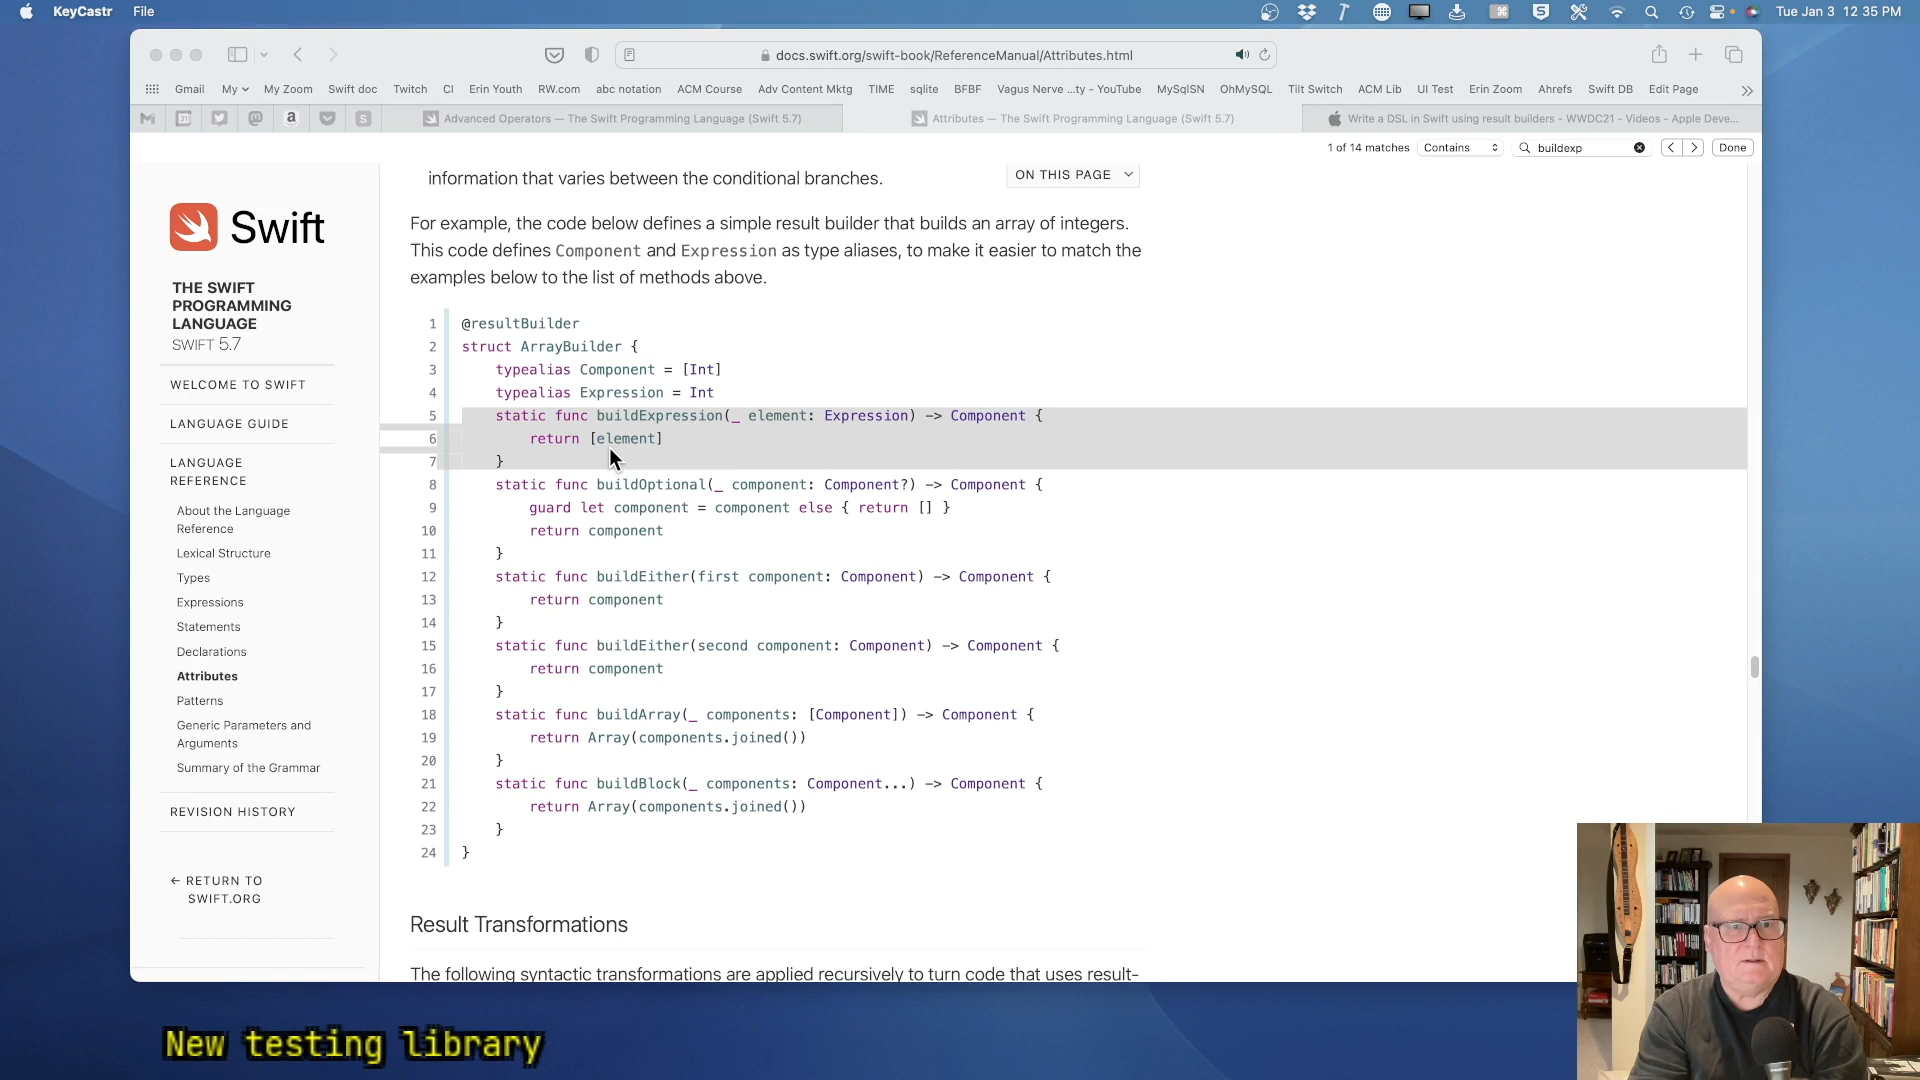 KeyCastr File
Tue Jan 3 12 35 PM
docs.swift.org/swift-book/ReferenceManual/Attributes.html
Gmail My My Zoom Swift doc Twitch CI Erin Youth RW.com abc notation ACM Course Adv Content Mktg TIME sqlite BFBF Vagus Nerve ...ty - YouTube MySqlSN OhMySQL Tilt Switch ACM Lib UI Test Erin Zoom Ahrefs Swift DB Edit Page
Advanced Operators — The Swift Programming Language (Swift 5.7)
Attributes — The Swift Programming Language (Swift 5.7)
Write a DSL in Swift using result builders - WWDC21 - Videos - Apple Deve...
1 of 14 matches Contains buildexp Done
Swift
THE SWIFT
PROGRAMMING
LANGUAGE
SWIFT 5.7
WELCOME TO SWIFT
LANGUAGE GUIDE
LANGUAGE
REFERENCE
About the Language
Reference
Lexical Structure
Types
Expressions
Statements
Declarations
Attributes
Patterns
Generic Parameters and
Arguments
Summary of the Grammar
REVISION HISTORY
← RETURN TO
SWIFT.ORG
information that varies between the conditional branches.
ON THIS PAGE
For example, the code below defines a simple result builder that builds an array of integers.
This code defines Component and Expression as type aliases, to make it easier to match the
examples below to the list of methods above.
1 @resultBuilder
2 struct ArrayBuilder {
3 typealias Component = [Int]
4 typealias Expression = Int
5 static func buildExpression(_ element: Expression) -> Component {
6 return [element]
7 }
8 static func buildOptional(_ component: Component?) -> Component {
9 guard let component = component else { return [] }
10 return component
11 }
12 static func buildEither(first component: Component) -> Component {
13 return component
14 }
15 static func buildEither(second component: Component) -> Component {
16 return component
17 }
18 static func buildArray(_ components: [Component]) -> Component {
19 return Array(components.joined())
20 }
21 static func buildBlock(_ components: Component...) -> Component {
22 return Array(components.joined())
23 }
24 }
Result Transformations
The following syntactic transformations are applied recursively to turn code that uses result-
New testing library